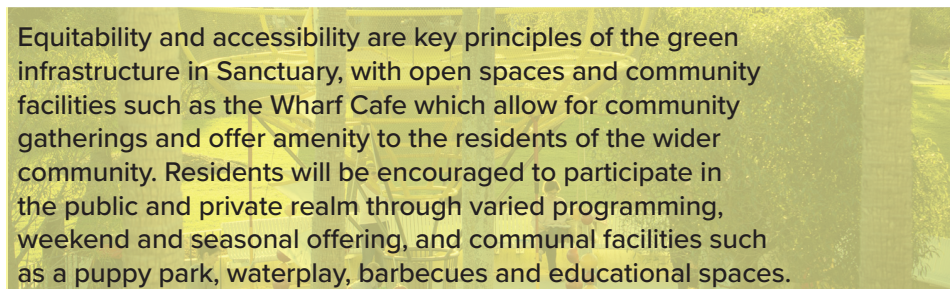 Equitability and accessibility are key principles of the green
infrastructure in Sanctuary, with open spaces and community
facilities such as the Wharf Cafe which allow for community
gatherings and offer amenity to the residents of the wider
community. Residents will be encouraged to participate in
the public and private realm through varied programming,
weekend and seasonal offering, and communal facilities such
as a puppy park, waterplay, barbecues and educational spaces.